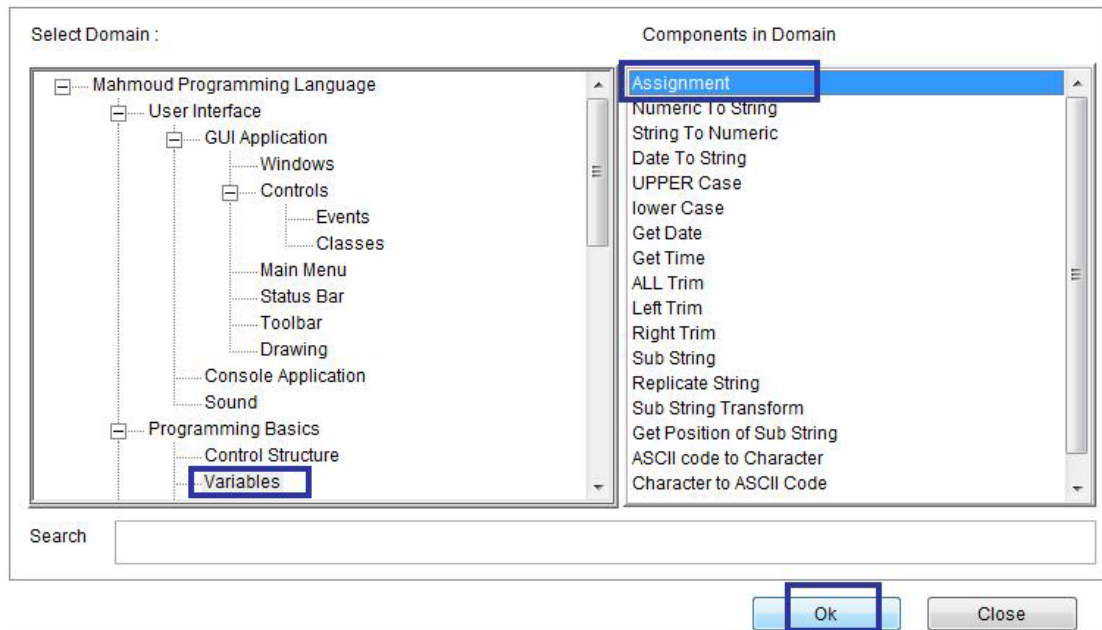 Select Domain :
Components in Domain
Mahmoud Programming Language
User Interface
GUI Application
Windows
Controls
Events
Classes
Main Menu
Status Bar
Toolbar
Drawing
Console Application
Sound
Programming Basics
Control Structure
Variables
Assignment
Numeric To String
String To Numeric
Date To String
UPPER Case
lower Case
Get Date
Get Time
ALL Trim
Left Trim
Right Trim
Sub String
Replicate String
Sub String Transform
Get Position of Sub String
ASCII code to Character
Character to ASCII Code
Search
Ok
Close